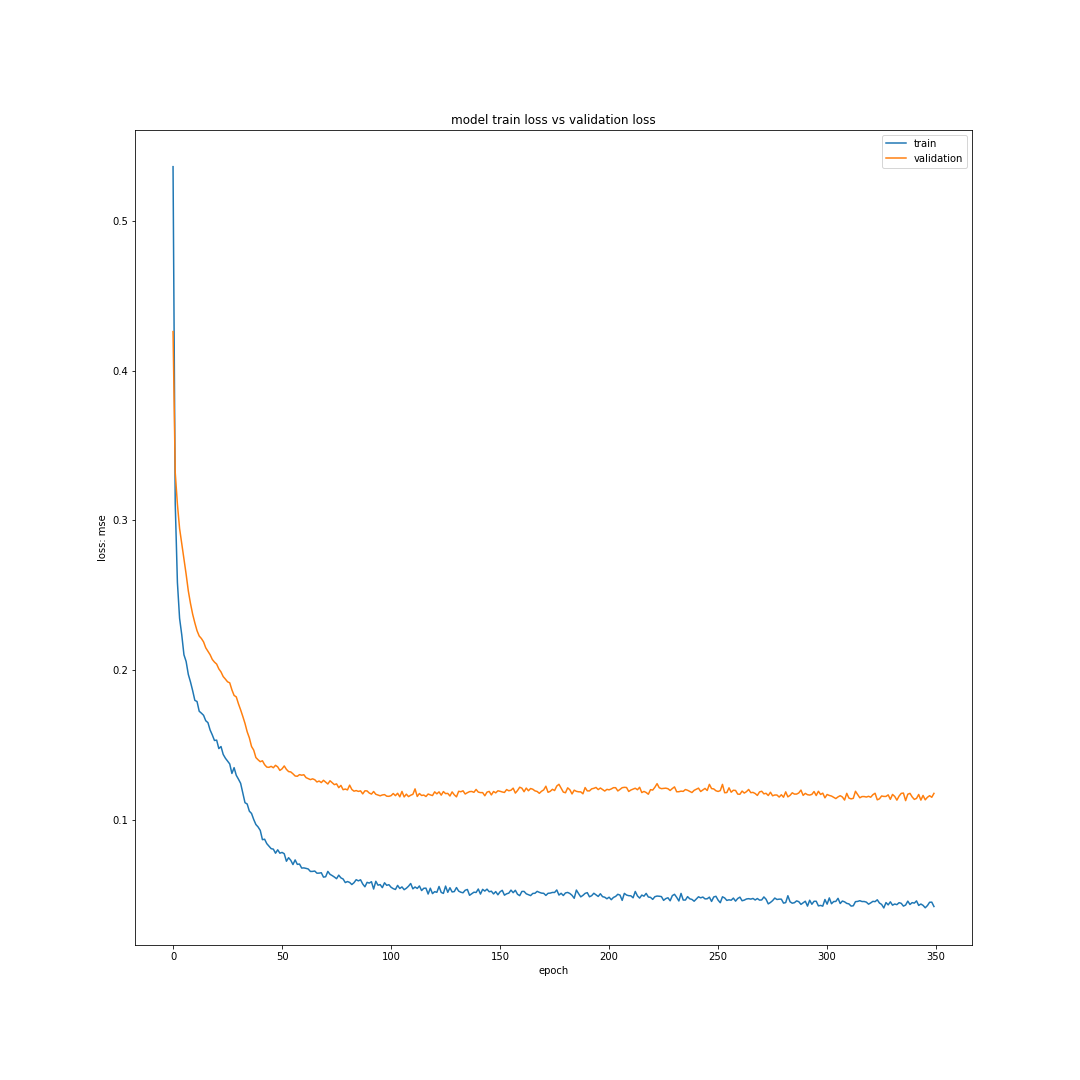 model train loss vs validation loss
train
validation
0.5
0.4
0.3
0.2
0.1
loss: mse
0 50 100 150 200 250 300 350
epoch